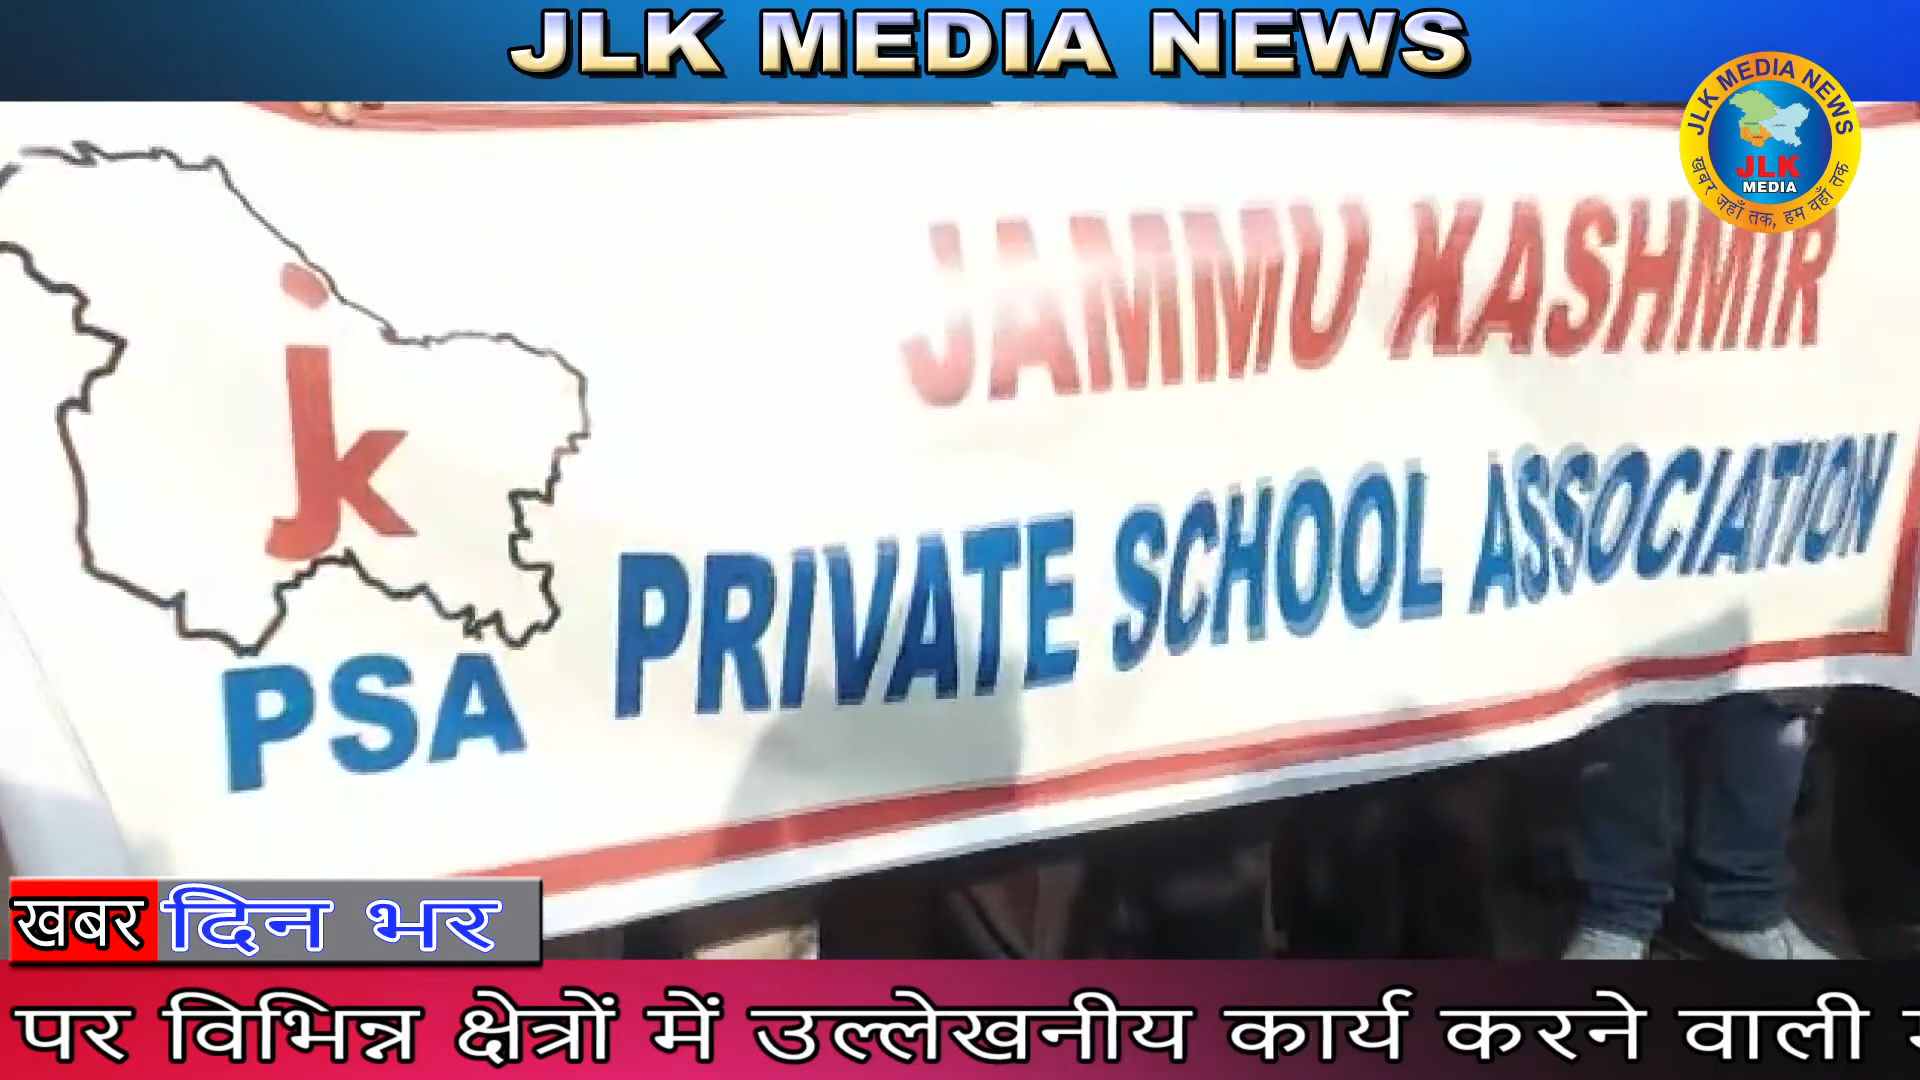 JLK MEDIA NEWS
JLK MEDIA NEWS
JLK
MEDIA
खबर जहाँ तक, हम वहाँ तक
jk
PSA
JAMMU KASHMIR
PRIVATE SCHOOL ASSOCIATION
खबर दिन भर
पर विभिन्न क्षेत्रों में उल्लेखनीय कार्य करने वाली